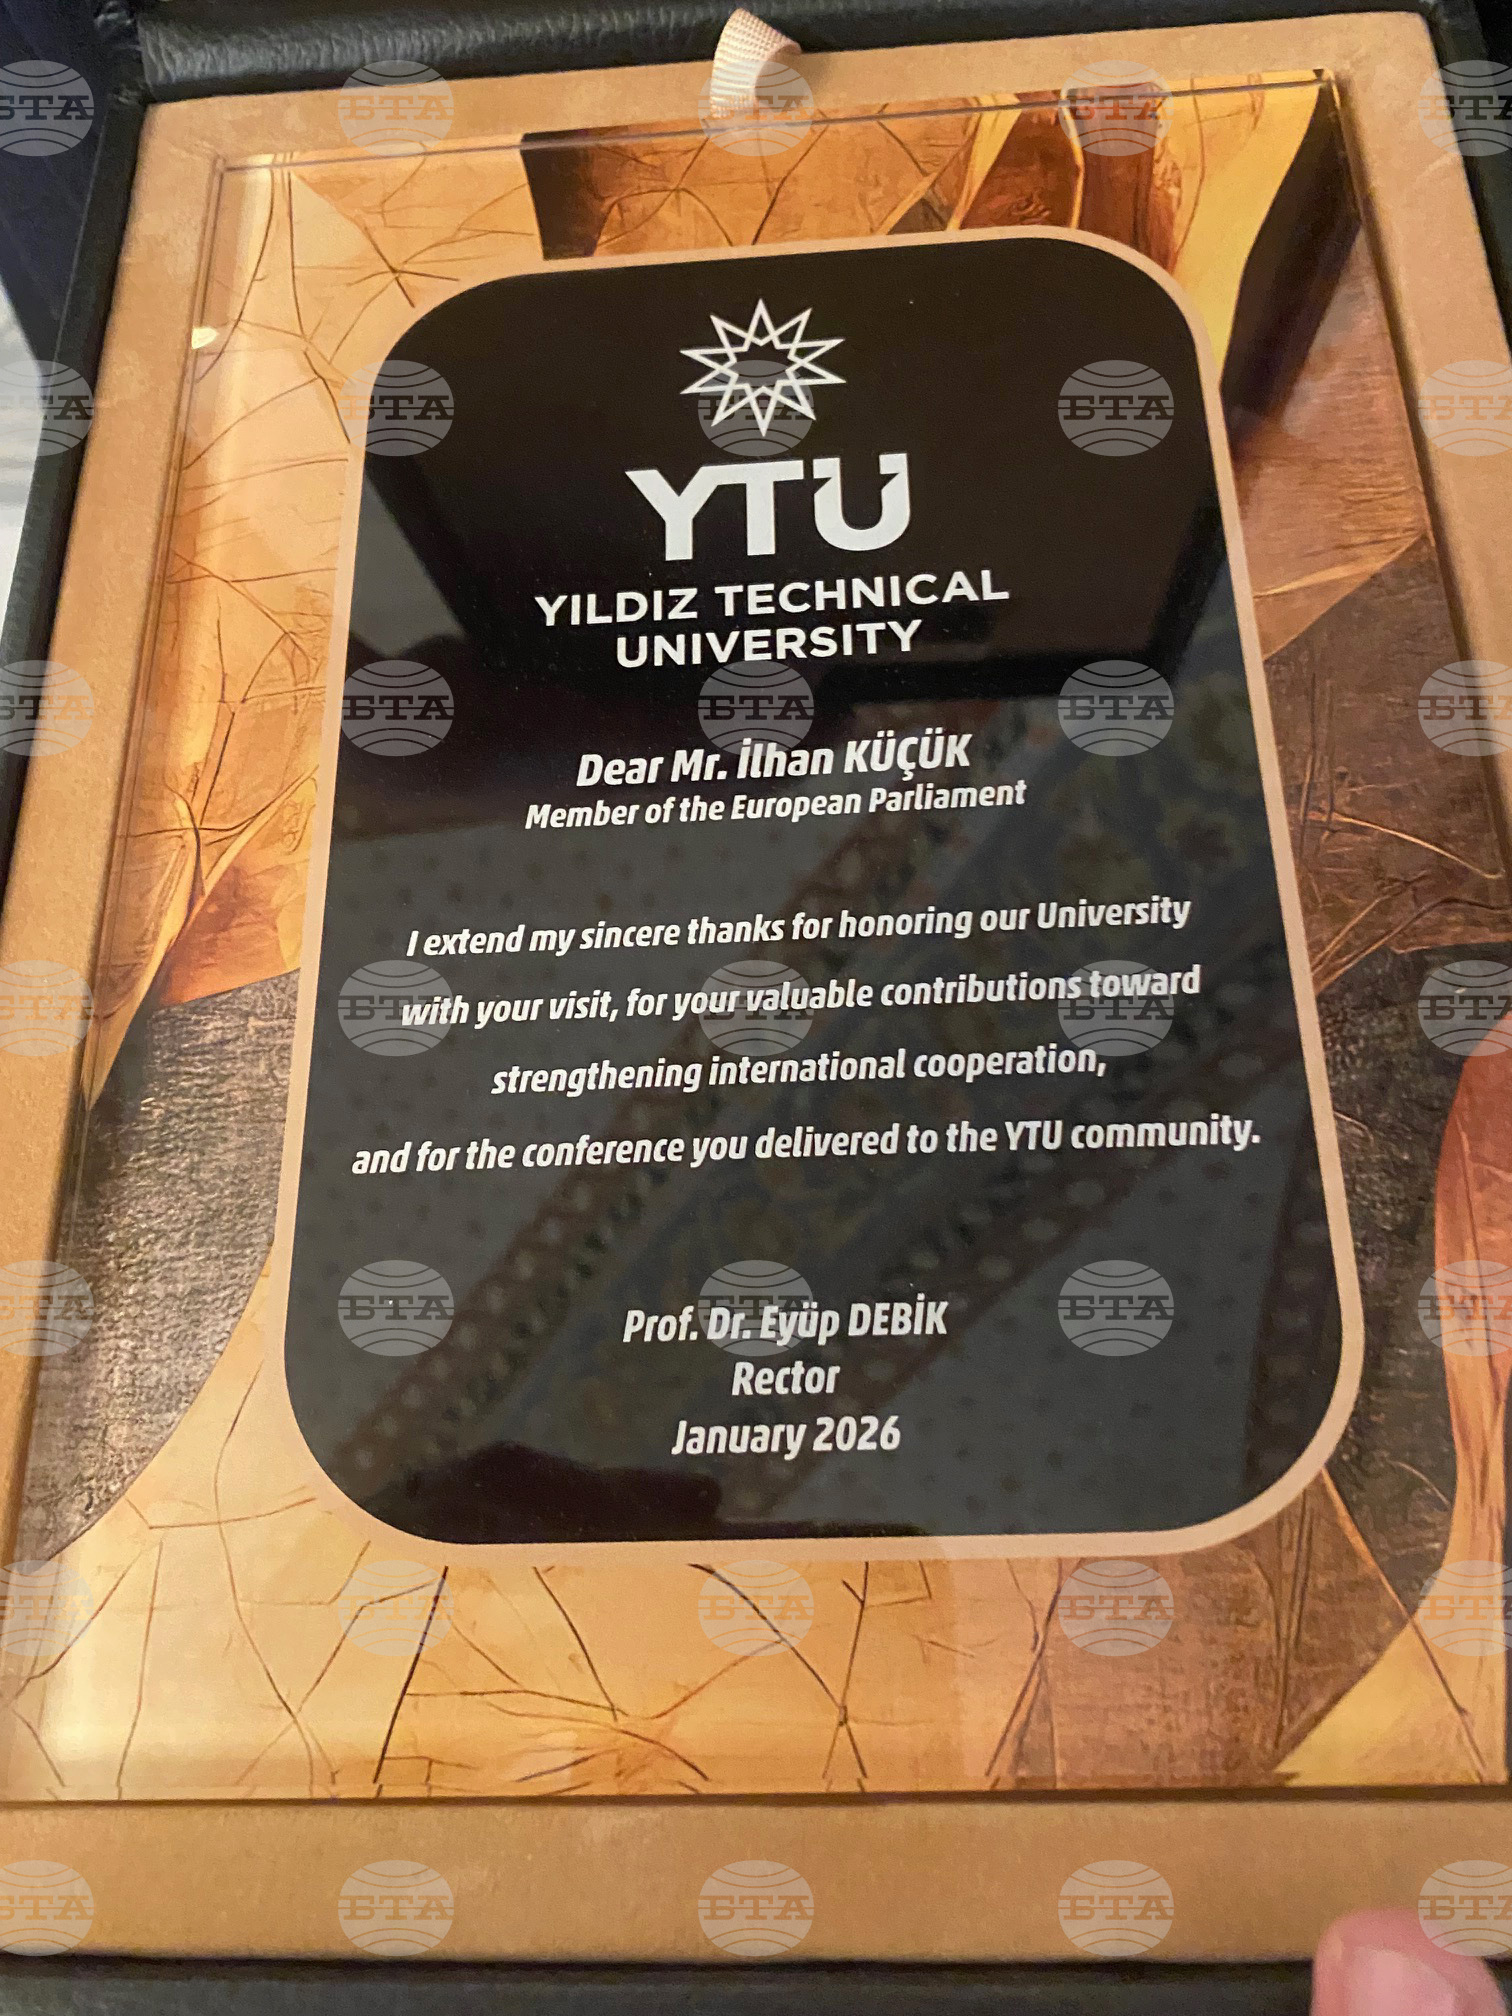 YTU
YILDIZ TECHNICAL
UNIVERSITY
Dear Mr. İlhan KÜÇÜK
Member of the European Parliament
I extend my sincere thanks for honoring our University
with your visit, for your valuable contributions toward
strengthening international cooperation,
and for the conference you delivered to the YTU community.
Prof. Dr. Eyüp DEBİK
Rector
January 2026
БТА